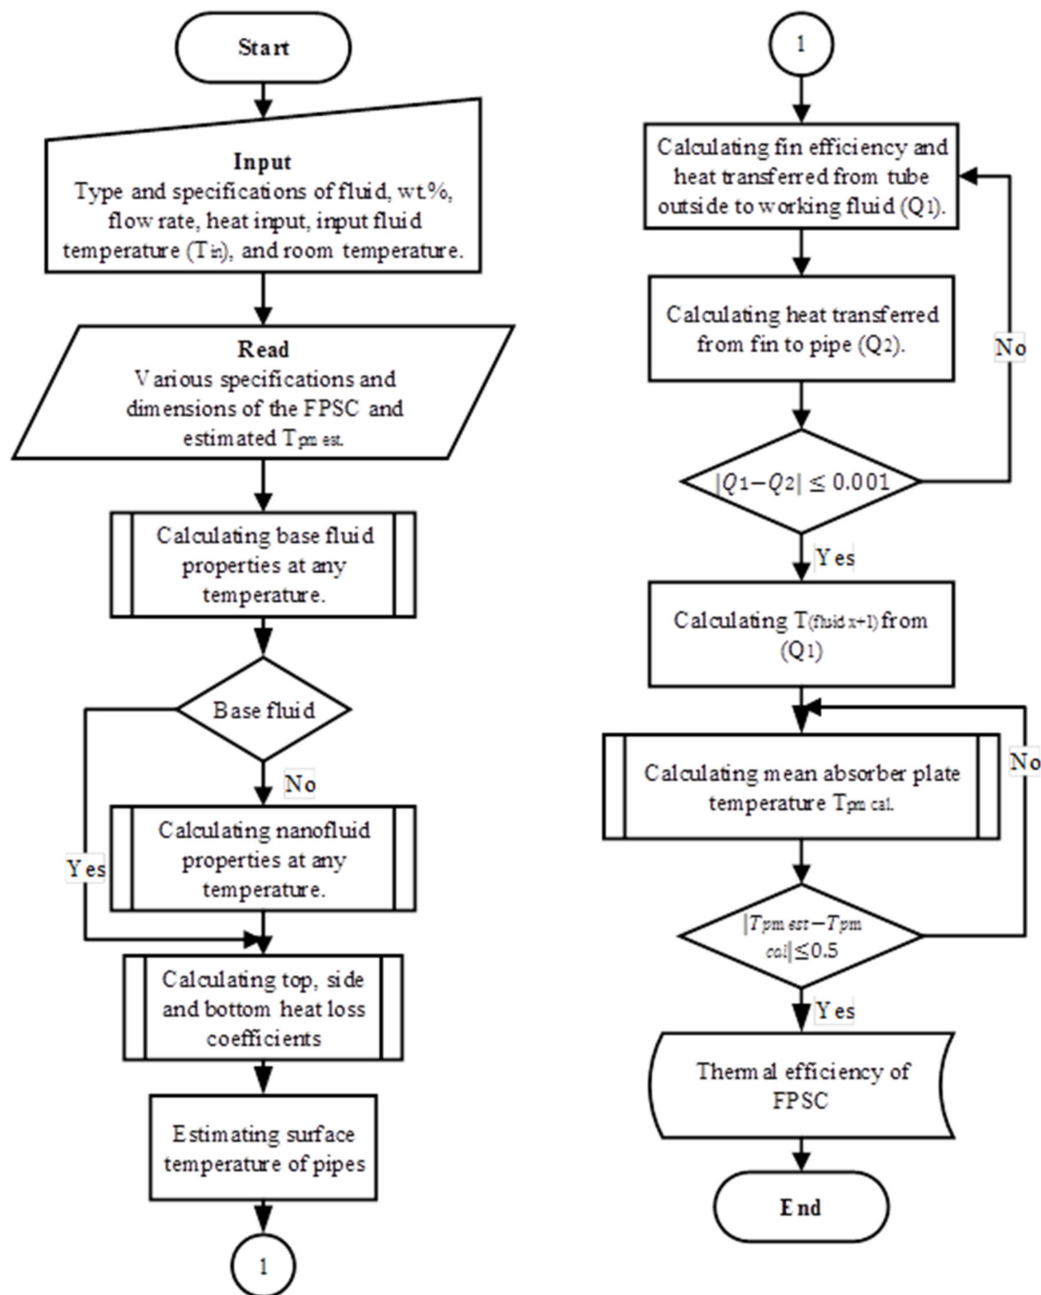 Start
Input
Type and specifications of fluid, wt.%,
flow rate, heat input, input fluid
temperature (Tin), and room temperature.
Read
Various specifications and
dimensions of the FPSC and
estimated Tpm est.
Calculating base fluid
properties at any
temperature.
Base fluid
No
Yes
Calculating nanofluid
properties at any
temperature.
Calculating top, side
and bottom heat loss
coefficients
Estimating surface
temperature of pipes
1
1
Calculating fin efficiency and
heat transferred from tube
outside to working fluid (Q1).
Calculating heat transferred
from fin to pipe (Q2).
No
|Q1−Q2| ≤ 0.001
Yes
Calculating T(fluid x+1) from
(Q1)
No
Calculating mean absorber plate
temperature Tpm cal.
|Tpm est−Tpm
cal|≤0.5
Yes
Thermal efficiency of
FPSC
End